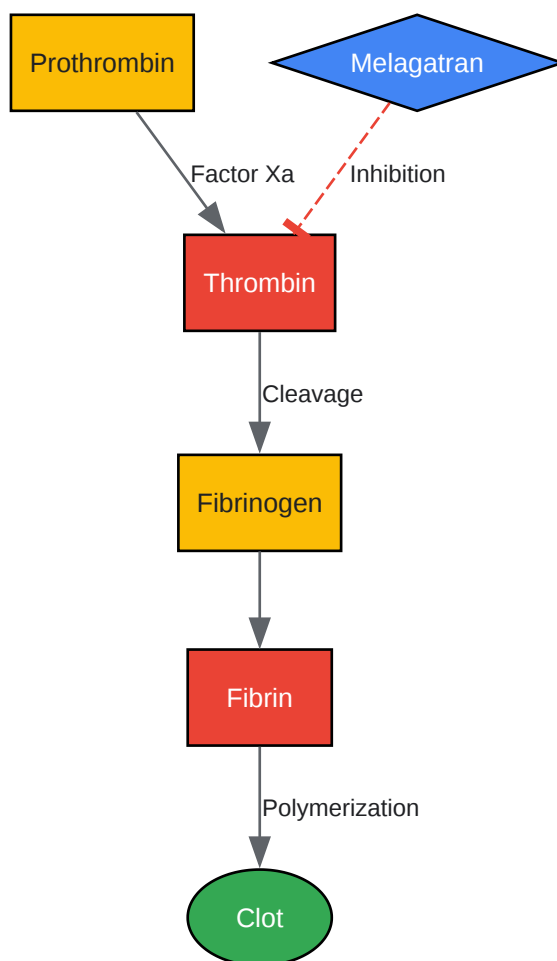 Prothrombin
Melagatran
Factor Xa
Inhibition
Thrombin
Cleavage
Fibrinogen
Fibrin
Polymerization
Clot